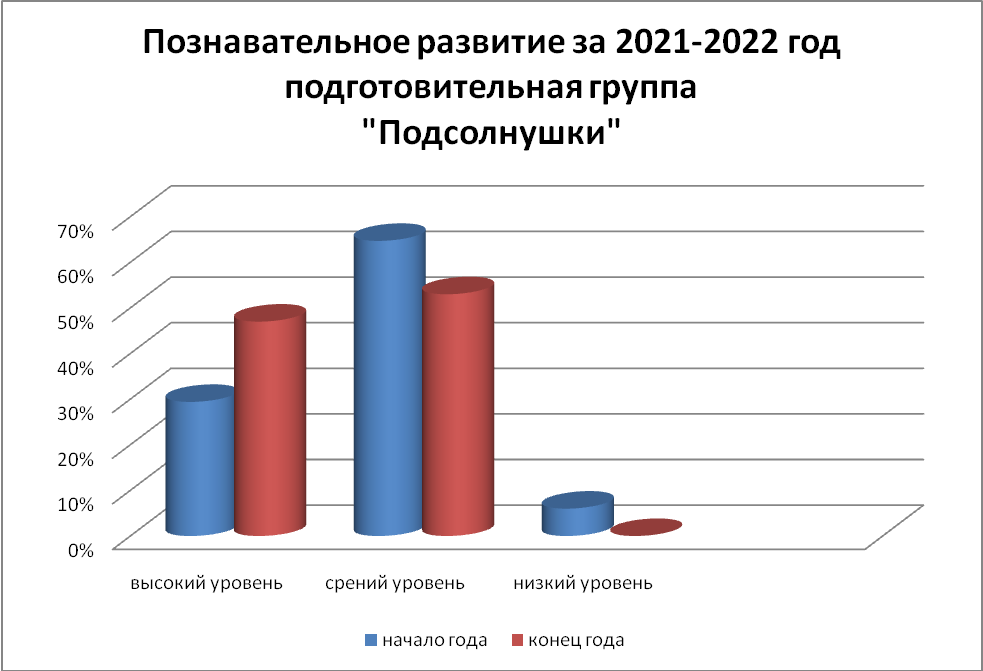 Познавательное развитие за 2021-2022 год
подготовительная группа
"Подсолнушки"
70%
60%
50%
40%
30%
20%
10%
0%
высокий уровень срений уровень низкий уровень
начало года конец года